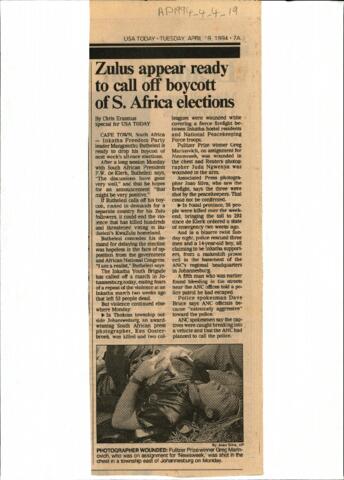 APR94-4-4-19
USA TODAY • TUESDAY, APRIL 19, 1994 • 7A
Zulus appear ready
to call off boycott
of S. Africa elections
By Chris Erasmus
Special for USA TODAY
CAPE TOWN, South Africa
— Inkatha Freedom Party
leader Mangosuthu Buthelezi is
ready to drop his boycott of
next week's all-race elections.
After a long session Monday
with South African President
F.W. de Klerk, Buthelezi says,
"The discussions have gone
very well," and that he hopes
for an announcement "that
might be very positive."
If Buthelezi calls off his boy-
cott, rooted in demands for a
separate country for his Zulu
followers, it could end the vio-
lence that has killed hundreds
and threatened voting in Bu-
thelezi's KwaZulu homeland.
Buthelezi concedes his de-
mand for delaying the election
was hopeless in the face of op-
position from the government
and African National Congress.
"I am a realist," Buthelezi says.
The Inkatha Youth Brigade
has called off a march in Jo-
hannesburg today, easing fears
of a repeat of the violence at an
Inkatha march two weeks ago
that left 53 people dead.
But violence continued else-
where Monday:
▶ In Thokoza township out-
side Johannesburg, an award-
winning South African press
photographer, Ken Ooster-
broek, was killed and two col-
leagues were wounded while
covering a fierce firefight be-
tween Inkatha hostel residents
and National Peacekeeping
Force troops.
Pulitzer Prize winner Greg
Marinovich, on assignment for
Newsweek, was wounded in
the chest and Reuters photog-
rapher Juda Ngwenya was
wounded in the arm.
Associated Press photogra-
pher Joao Silva, who saw the
firefight, says the three were
shot by the peacekeepers. That
could not be confirmed.
▶ In Natal province, 38 people
were killed over the week-
end, bringing the toll to 292
since de Klerk ordered a state
of emergency two weeks ago.
And in a bizarre incident Sun-
day night, police rescued three
men and a 14-year-old boy, all
claiming to be Inkatha support-
ers, from a makeshift prison
cell in the basement of the
ANC's regional headquarters
in Johannesburg.
A fifth man who was earlier
found bleeding in the streets
near the ANC offices told a po-
lice patrol he had escaped.
Police spokesman Dave
Bruce says ANC officials be-
came "extremely aggressive"
toward the police.
ANC spokesmen say the cap-
tives were caught breaking into
a vehicle and that the ANC had
planned to call the police.
By Joao Silva, AP
PHOTOGRAPHER WOUNDED: Pulitzer Prize winner Greg Marin-
ovich, who was on assignment for 'Newsweek,' was shot in
the chest in a township east of Johannesburg on Monday.